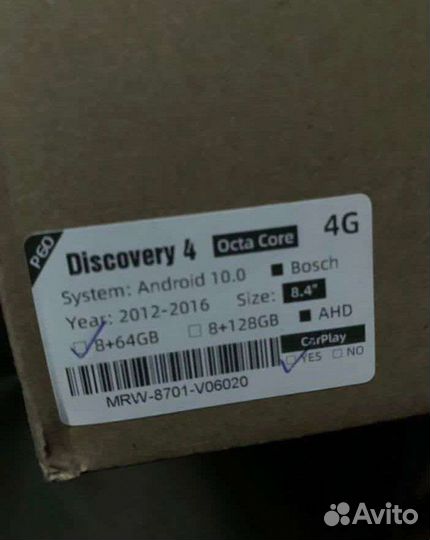 P60
Discovery 4 Octa Core 4G
System: Android 10.0 ■ Bosch
Year: 2012-2016 Size: 8.4"
☑ 8+64GB ☐ 8+128GB ■ AHD
CarPlay
☑ YES ☐ NO
MRW-8701-V06020
Avito